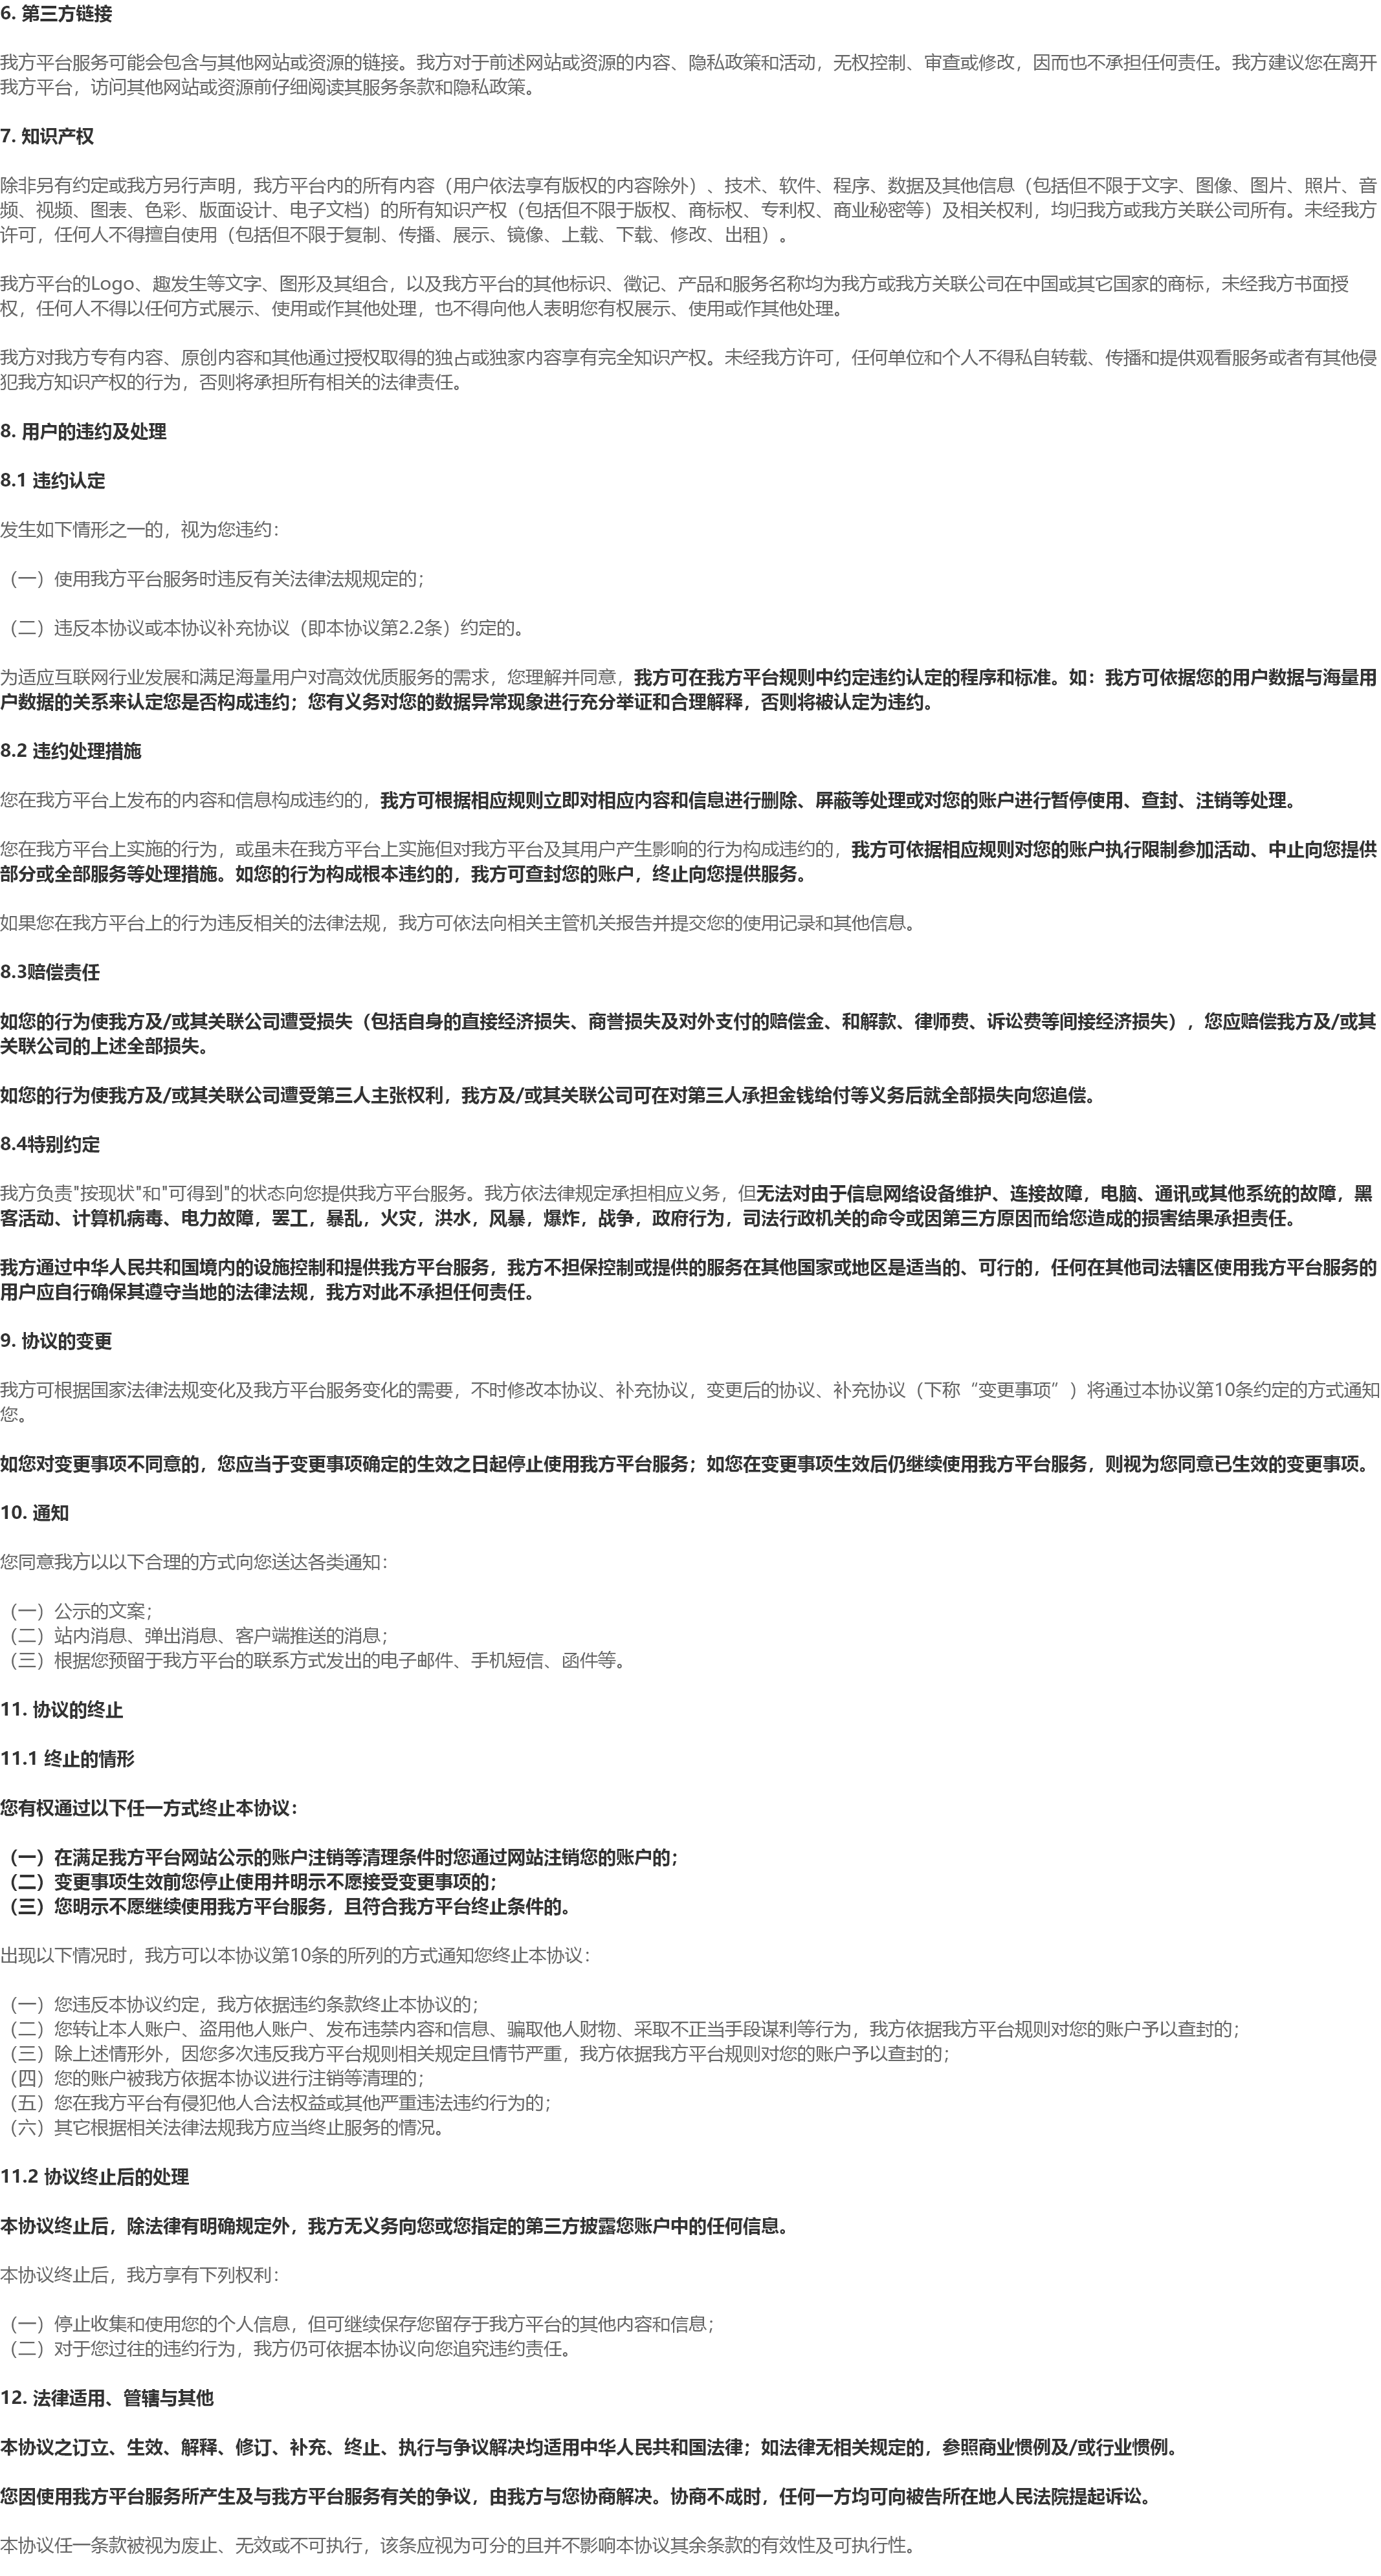 6. 第三方链接
我方平台服务可能会包含与其他网站或资源的链接。我方对于前述网站或资源的内容、隐私政策和活动，无权控制、审查或修改，因而也不承担任何责任。我方建议您在离开
我方平台，访问其他网站或资源前仔细阅读其服务条款和隐私政策。
7. 知识产权
除非另有约定或我方另行声明，我方平台内的所有内容（用户依法享有版权的内容除外）、技术、软件、程序、数据及其他信息（包括但不限于文字、图像、图片、照片、音
频、视频、图表、色彩、版面设计、电子文档）的所有知识产权（包括但不限于版权、商标权、专利权、商业秘密等）及相关权利，均归我方或我方关联公司所有。未经我方
许可，任何人不得擅自使用（包括但不限于复制、传播、展示、镜像、上载、下载、修改、出租）。
我方平台的Logo、趣发生等文字、图形及其组合，以及我方平台的其他标识、徵记、产品和服务名称均为我方或我方关联公司在中国或其它国家的商标，未经我方书面授
权，任何人不得以任何方式展示、使用或作其他处理，也不得向他人表明您有权展示、使用或作其他处理。
我方对我方专有内容、原创内容和其他通过授权取得的独占或独家内容享有完全知识产权。未经我方许可，任何单位和个人不得私自转载、传播和提供观看服务或者有其他侵
犯我方知识产权的行为，否则将承担所有相关的法律责任。
8. 用户的违约及处理
8.1 违约认定
发生如下情形之一的，视为您违约：
（一）使用我方平台服务时违反有关法律法规规定的；
（二）违反本协议或本协议补充协议（即本协议第2.2条）约定的。
为适应互联网行业发展和满足海量用户对高效优质服务的需求，您理解并同意，我方可在我方平台规则中约定违约认定的程序和标准。如：我方可依据您的用户数据与海量用
户数据的关系来认定您是否构成违约；您有义务对您的数据异常现象进行充分举证和合理解释，否则将被认定为违约。
8.2 违约处理措施
您在我方平台上发布的内容和信息构成违约的，我方可根据相应规则立即对相应内容和信息进行删除、屏蔽等处理或对您的账户进行暂停使用、查封、注销等处理。
您在我方平台上实施的行为，或虽未在我方平台上实施但对我方平台及其用户产生影响的行为构成违约的，我方可依据相应规则对您的账户执行限制参加活动、中止向您提供
部分或全部服务等处理措施。如您的行为构成根本违约的，我方可查封您的账户，终止向您提供服务。
如果您在我方平台上的行为违反相关的法律法规，我方可依法向相关主管机关报告并提交您的使用记录和其他信息。
8.3赔偿责任
如您的行为使我方及/或其关联公司遭受损失（包括自身的直接经济损失、商誉损失及对外支付的赔偿金、和解款、律师费、诉讼费等间接经济损失），您应赔偿我方及/或其
关联公司的上述全部损失。
如您的行为使我方及/或其关联公司遭受第三人主张权利，我方及/或其关联公司可在对第三人承担金钱给付等义务后就全部损失向您追偿。
8.4特别约定
我方负责"按现状"和"可得到"的状态向您提供我方平台服务。我方依法律规定承担相应义务，但无法对由于信息网络设备维护、连接故障，电脑、通讯或其他系统的故障，黑
客活动、计算机病毒、电力故障，罢工，暴乱，火灾，洪水，风暴，爆炸，战争，政府行为，司法行政机关的命令或因第三方原因而给您造成的损害结果承担责任。
我方通过中华人民共和国境内的设施控制和提供我方平台服务，我方不担保控制或提供的服务在其他国家或地区是适当的、可行的，任何在其他司法辖区使用我方平台服务的
用户应自行确保其遵守当地的法律法规，我方对此不承担任何责任。
9. 协议的变更
我方可根据国家法律法规变化及我方平台服务变化的需要，不时修改本协议、补充协议，变更后的协议、补充协议（下称“变更事项”）将通过本协议第10条约定的方式通知
您。
如您对变更事项不同意的，您应当于变更事项确定的生效之日起停止使用我方平台服务；如您在变更事项生效后仍继续使用我方平台服务，则视为您同意已生效的变更事项。
10. 通知
您同意我方以以下合理的方式向您送达各类通知：
（一）公示的文案；
（二）站内消息、弹出消息、客户端推送的消息；
（三）根据您预留于我方平台的联系方式发出的电子邮件、手机短信、函件等。
11. 协议的终止
11.1 终止的情形
您有权通过以下任一方式终止本协议：
（一）在满足我方平台网站公示的账户注销等清理条件时您通过网站注销您的账户的；
（二）变更事项生效前您停止使用并明示不愿接受变更事项的；
（三）您明示不愿继续使用我方平台服务，且符合我方平台终止条件的。
出现以下情况时，我方可以本协议第10条的所列的方式通知您终止本协议：
（一）您违反本协议约定，我方依据违约条款终止本协议的；
（二）您转让本人账户、盗用他人账户、发布违禁内容和信息、骗取他人财物、采取不正当手段谋利等行为，我方依据我方平台规则对您的账户予以查封的；
（三）除上述情形外，因您多次违反我方平台规则相关规定且情节严重，我方依据我方平台规则对您的账户予以查封的；
（四）您的账户被我方依据本协议进行注销等清理的；
（五）您在我方平台有侵犯他人合法权益或其他严重违法违约行为的；
（六）其它根据相关法律法规我方应当终止服务的情况。
11.2 协议终止后的处理
本协议终止后，除法律有明确规定外，我方无义务向您或您指定的第三方披露您账户中的任何信息。
本协议终止后，我方享有下列权利：
（一）停止收集和使用您的个人信息，但可继续保存您留存于我方平台的其他内容和信息；
（二）对于您过往的违约行为，我方仍可依据本协议向您追究违约责任。
12. 法律适用、管辖与其他
本协议之订立、生效、解释、修订、补充、终止、执行与争议解决均适用中华人民共和国法律；如法律无相关规定的，参照商业惯例及/或行业惯例。
您因使用我方平台服务所产生及与我方平台服务有关的争议，由我方与您协商解决。协商不成时，任何一方均可向被告所在地人民法院提起诉讼。
本协议任一条款被视为废止、无效或不可执行，该条应视为可分的且并不影响本协议其余条款的有效性及可执行性。